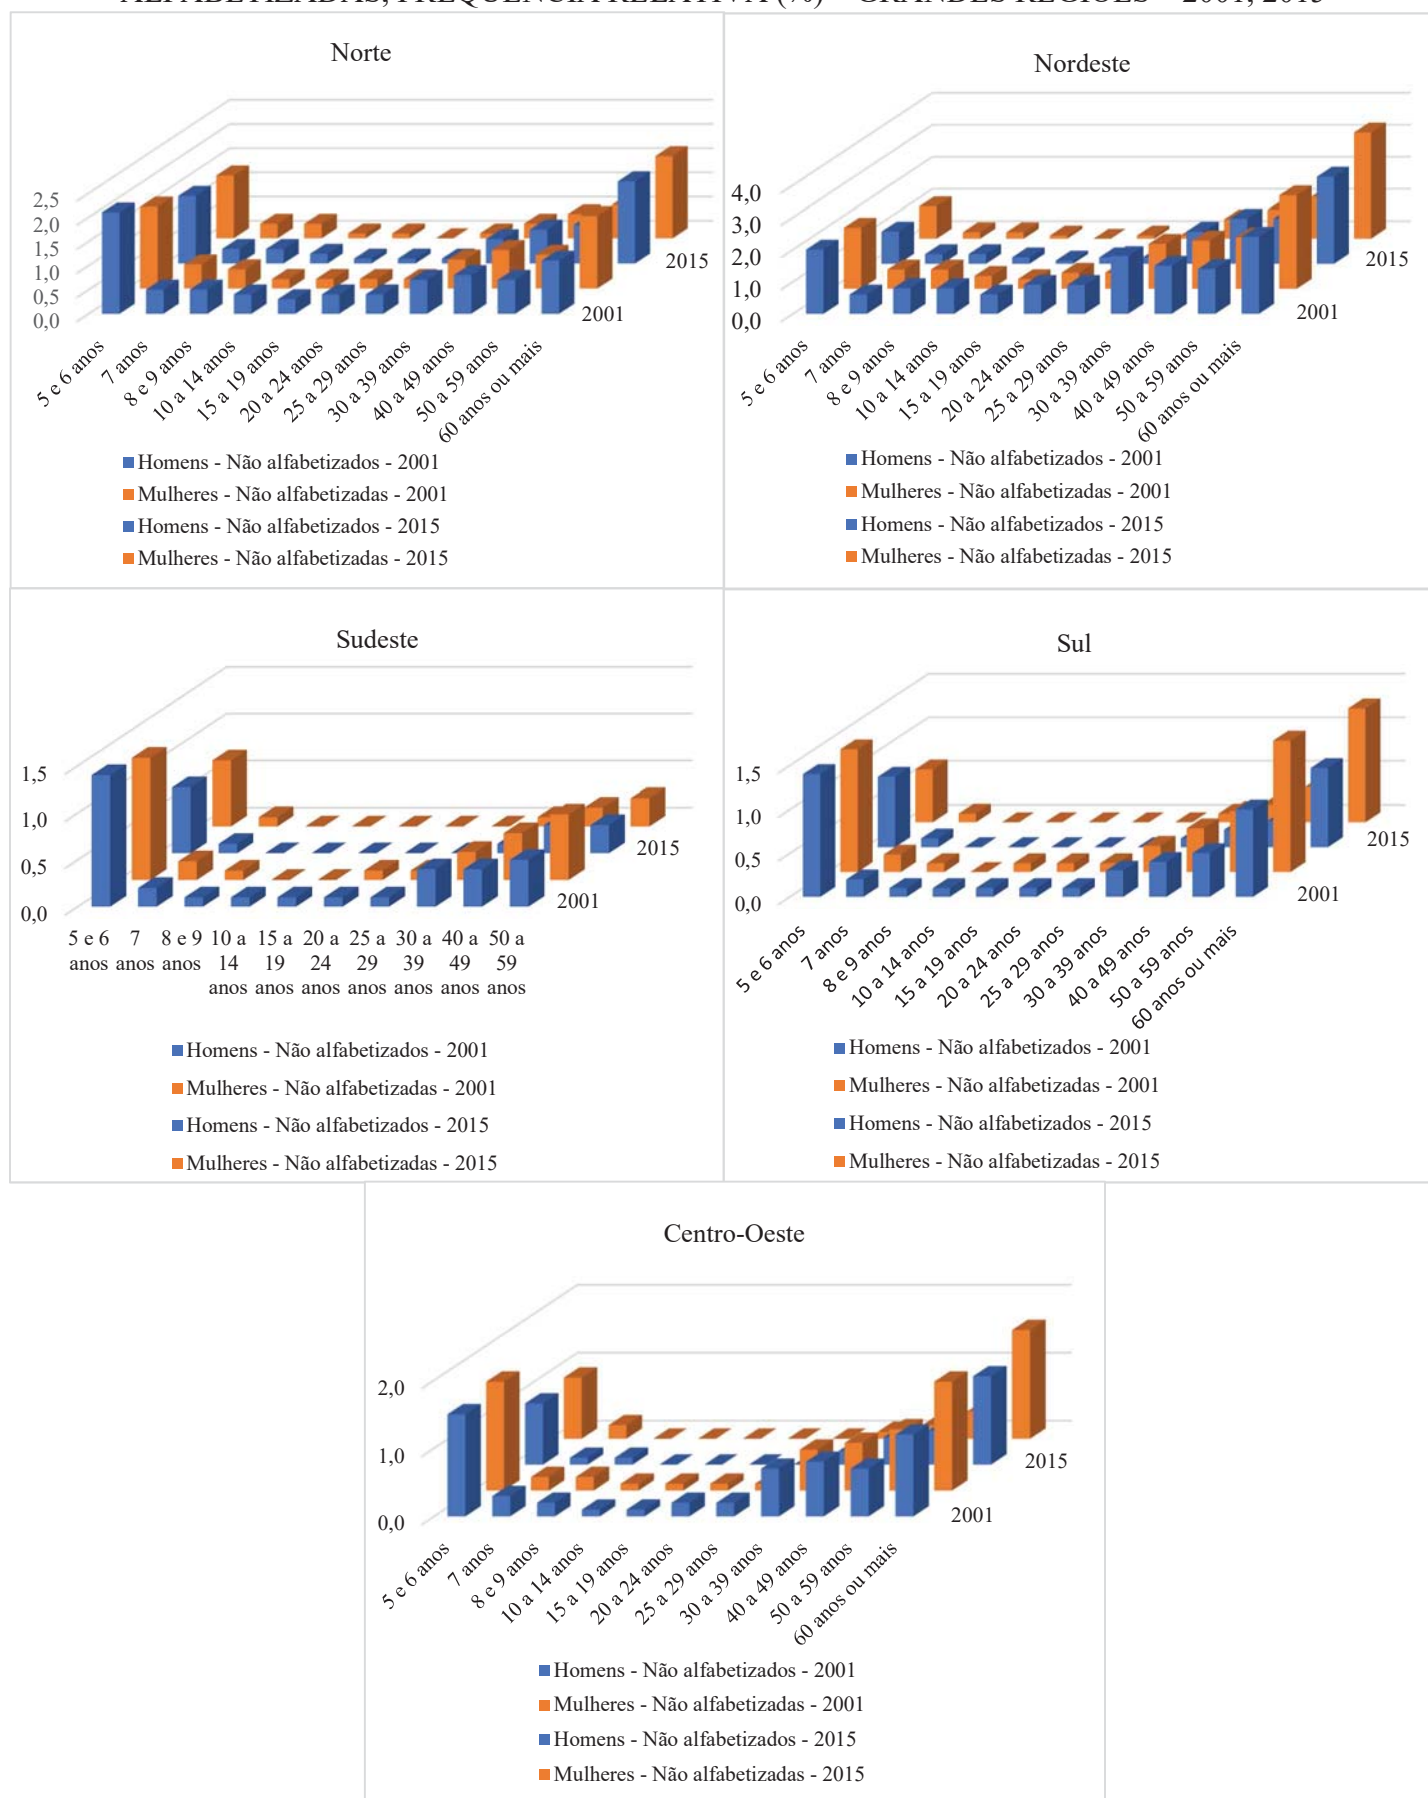 ALFABETIZADAS, FREQUÊNCIA RELATIVA (%) – GRANDES REGIÕES – 2001, 2015
Norte
2,5
2,0
1,5
1,0
0,5
0,0
2015
2001
5 e 6 anos
7 anos
8 e 9 anos
10 a 14 anos
15 a 19 anos
20 a 24 anos
25 a 29 anos
30 a 39 anos
40 a 49 anos
50 a 59 anos
60 anos ou mais
Homens - Não alfabetizados - 2001
Mulheres - Não alfabetizadas - 2001
Homens - Não alfabetizados - 2015
Mulheres - Não alfabetizadas - 2015
Nordeste
4,0
3,0
2,0
1,0
0,0
2015
2001
5 e 6 anos
7 anos
8 e 9 anos
10 a 14 anos
15 a 19 anos
20 a 24 anos
25 a 29 anos
30 a 39 anos
40 a 49 anos
50 a 59 anos
60 anos ou mais
Homens - Não alfabetizados - 2001
Mulheres - Não alfabetizadas - 2001
Homens - Não alfabetizados - 2015
Mulheres - Não alfabetizadas - 2015
Sudeste
1,5
1,0
0,5
0,0
2015
2001
5 e 6 7 8 e 9 10 a 15 a 20 a 25 a 30 a 40 a 50 a
anos anos anos 14 19 24 29 39 49 59
anos anos anos anos anos anos anos
Homens - Não alfabetizados - 2001
Mulheres - Não alfabetizadas - 2001
Homens - Não alfabetizados - 2015
Mulheres - Não alfabetizadas - 2015
Sul
1,5
1,0
0,5
0,0
2015
2001
5 e 6 anos
7 anos
8 e 9 anos
10 a 14 anos
15 a 19 anos
20 a 24 anos
25 a 29 anos
30 a 39 anos
40 a 49 anos
50 a 59 anos
60 anos ou mais
Homens - Não alfabetizados - 2001
Mulheres - Não alfabetizadas - 2001
Homens - Não alfabetizados - 2015
Mulheres - Não alfabetizadas - 2015
Centro-Oeste
2,0
1,0
0,0
2015
2001
5 e 6 anos
7 anos
8 e 9 anos
10 a 14 anos
15 a 19 anos
20 a 24 anos
25 a 29 anos
30 a 39 anos
40 a 49 anos
50 a 59 anos
60 anos ou mais
Homens - Não alfabetizados - 2001
Mulheres - Não alfabetizadas - 2001
Homens - Não alfabetizados - 2015
Mulheres - Não alfabetizadas - 2015